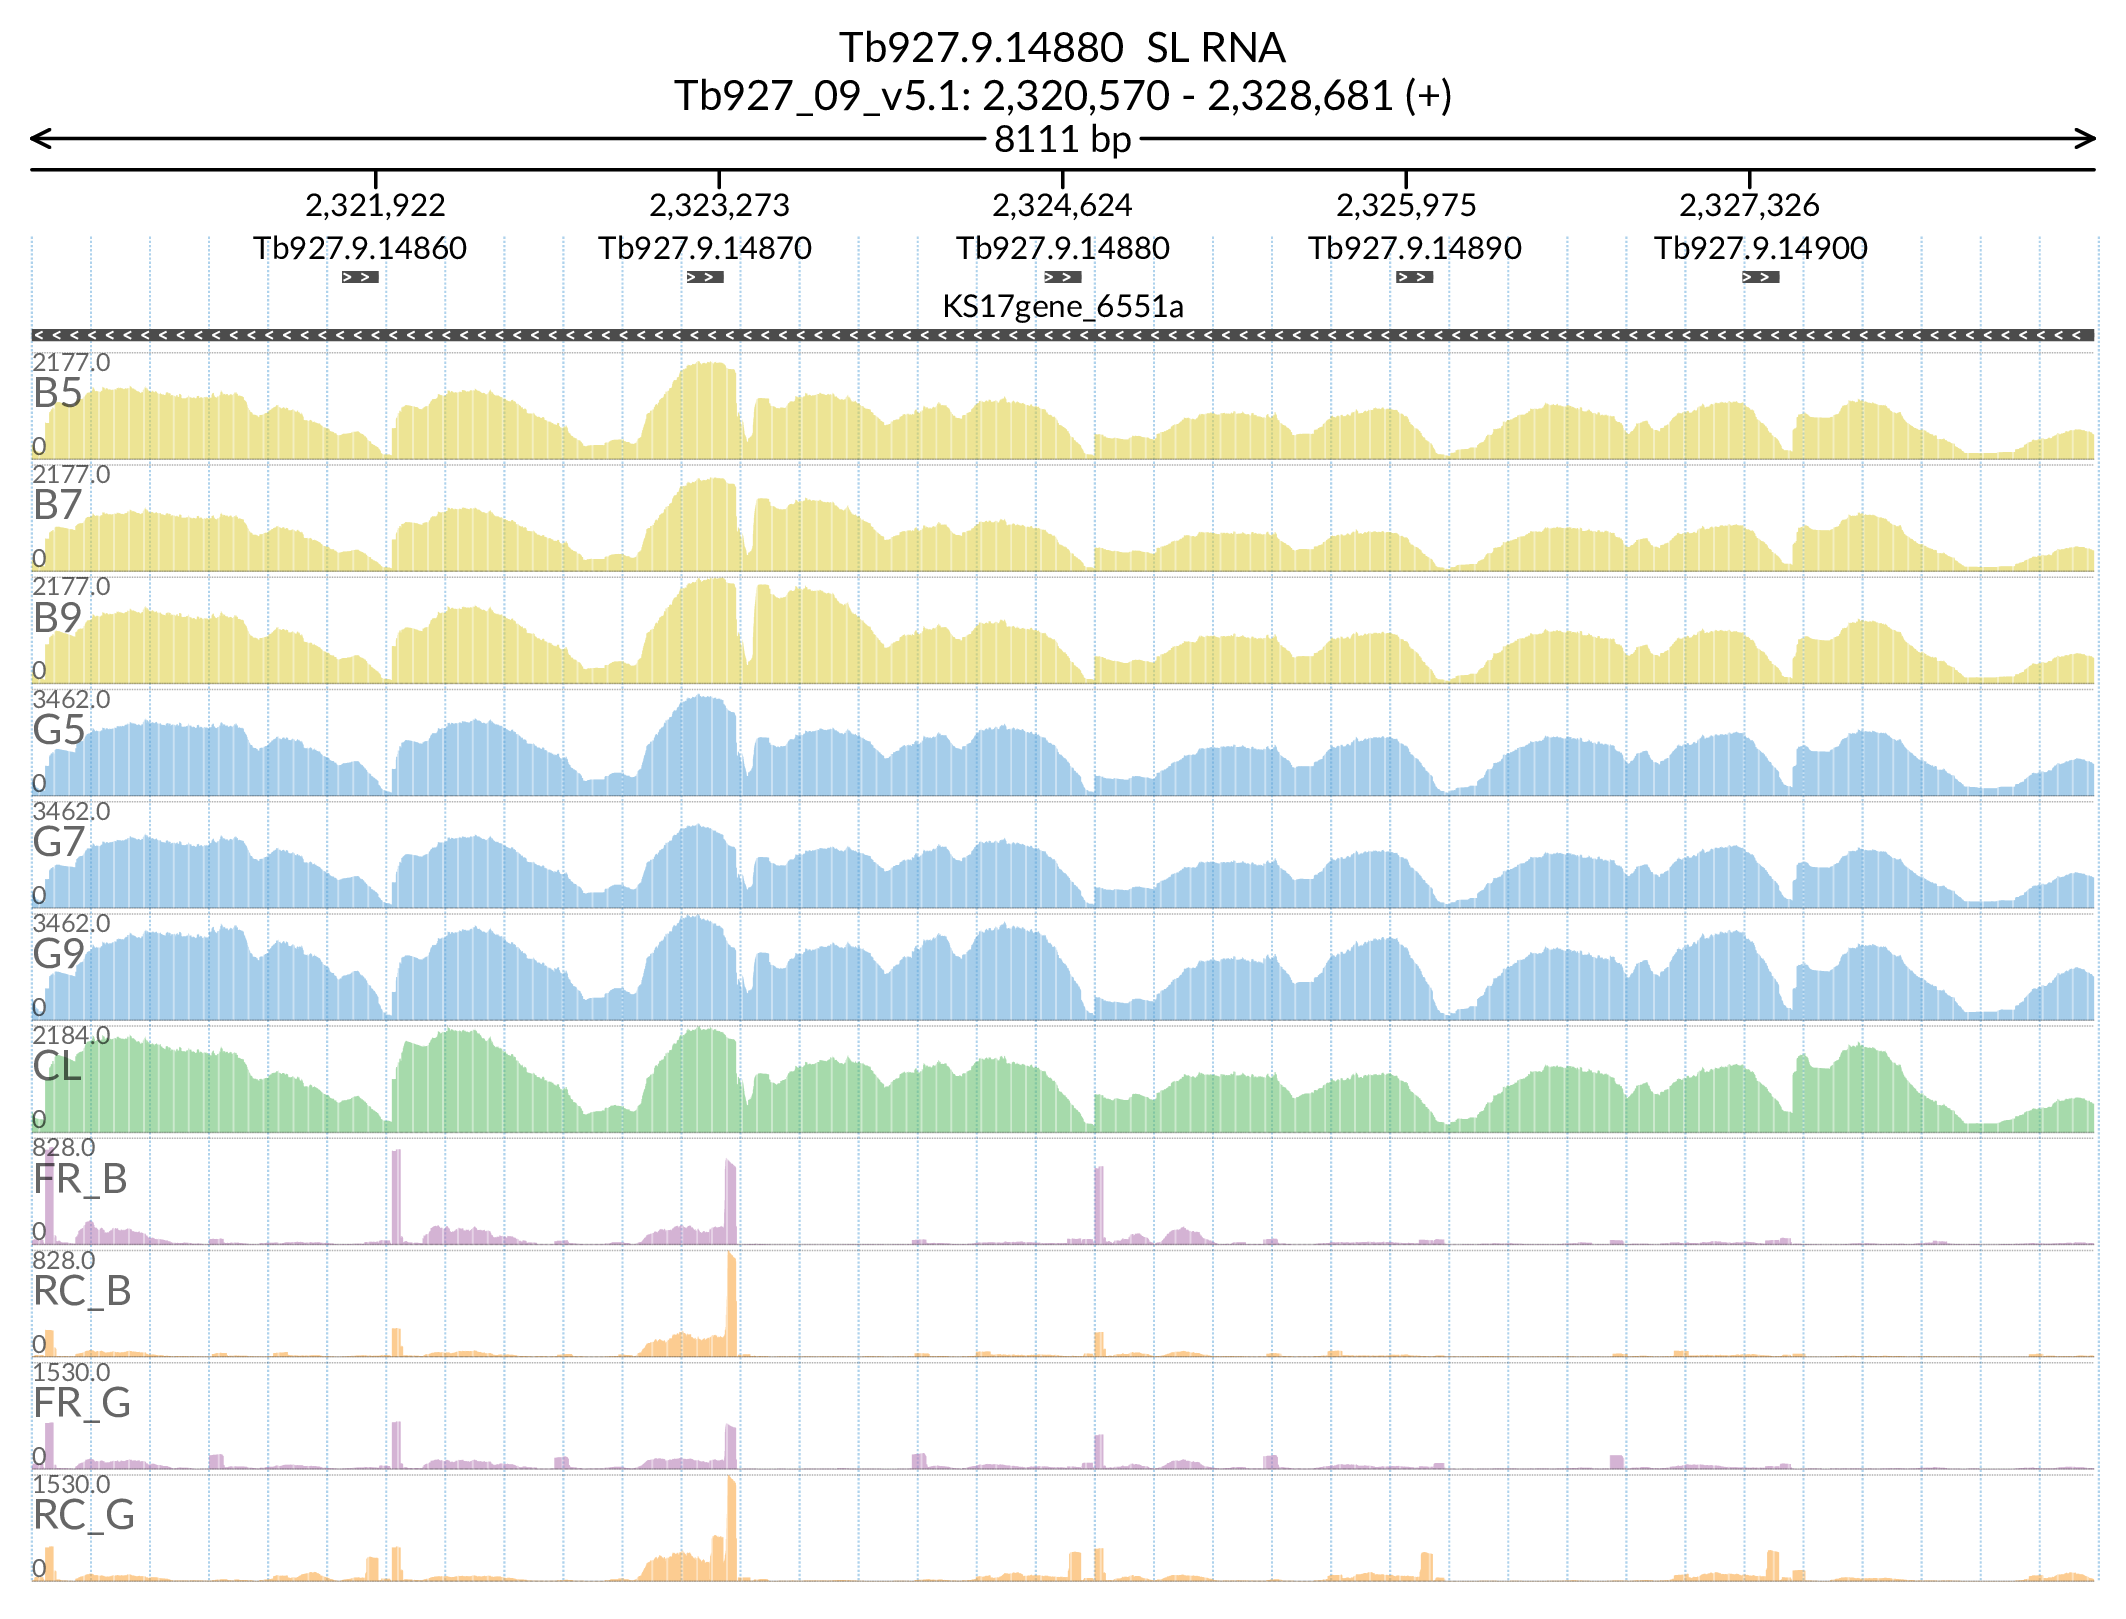 Tb927.9.14880  SL RNA
Tb927_09_v5.1: 2,320,570 - 2,328,681 (+)
8111 bp
2,321,922 2,323,273 2,324,624 2,325,975 2,327,326
Tb927.9.14860 Tb927.9.14870 Tb927.9.14880 Tb927.9.14890 Tb927.9.14900
KS17gene_6551a
2177.0
B5
0
2177.0
B7
0
2177.0
B9
0
3462.0
G5
0
3462.0
G7
0
3462.0
G9
0
2184.0
CL
0
828.0
FR_B
0
828.0
RC_B
0
1530.0
FR_G
0
1530.0
RC_G
0